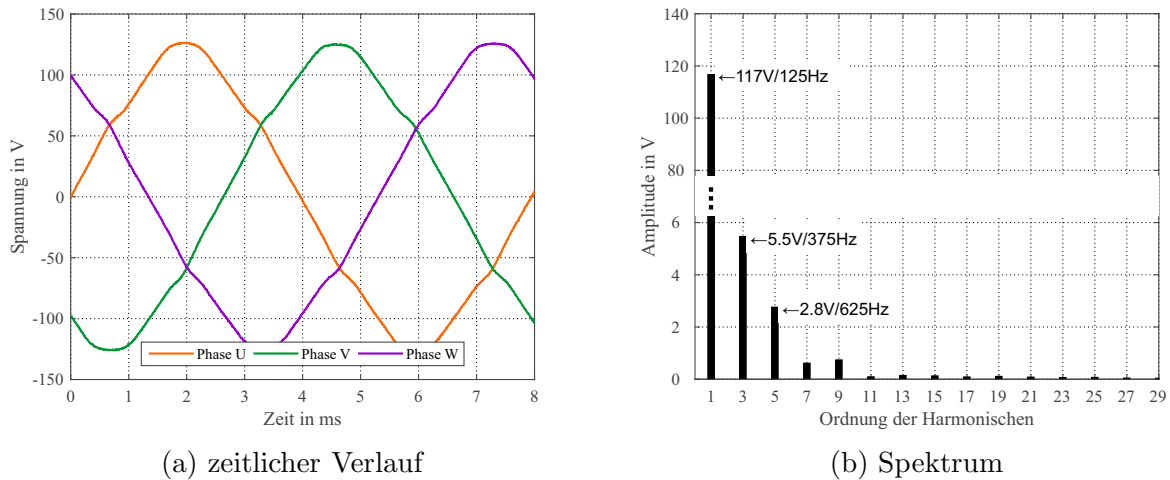 150
100
50
0
-50
-100
-150
Spannung in V
Phase U
Phase V
Phase W
0 1 2 3 4 5 6 7 8
Zeit in ms
(a) zeitlicher Verlauf
140
120
100
80
6
4
2
0
Amplitude in V
←117V/125Hz
←5.5V/375Hz
←2.8V/625Hz
1 3 5 7 9 11 13 15 17 19 21 23 25 27 29
Ordnung der Harmonischen
(b) Spektrum